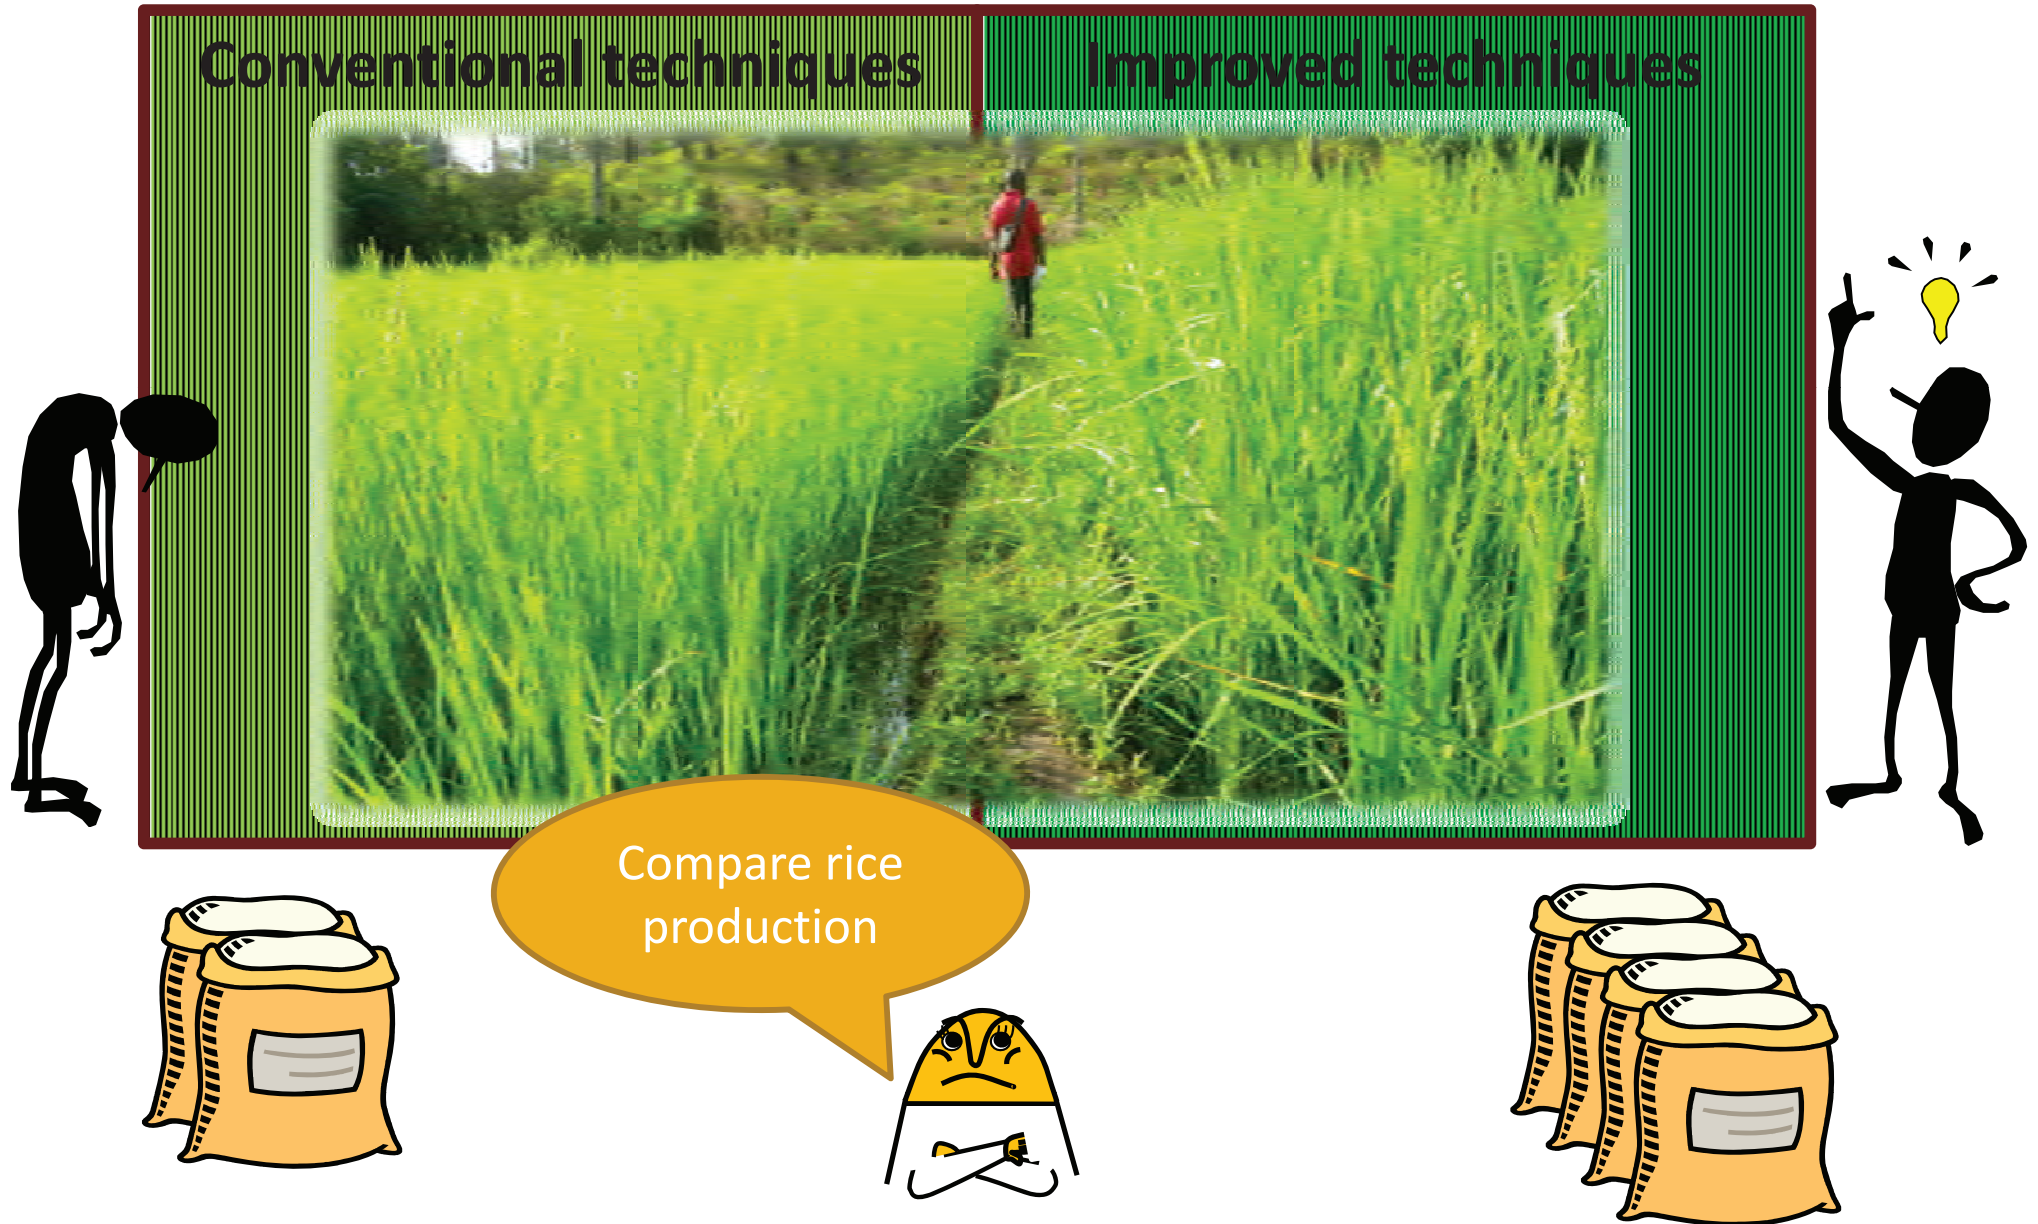 Conventional techniques
Improved techniques
Compare rice
production